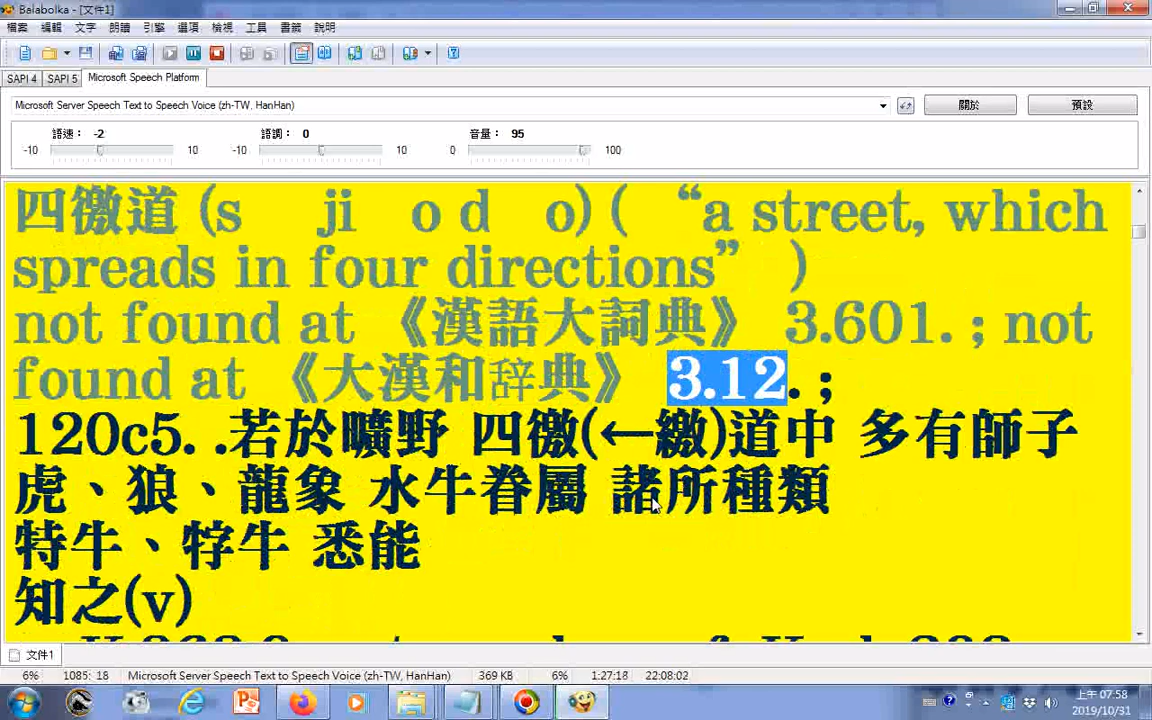 Balabolka - [文件1]
檔案 編輯 文字 朗讀 引擎 選項 檢視 工具 書籤 說明
SAPI 4 SAPI 5 Microsoft Speech Platform
Microsoft Server Speech Text to Speech Voice (zh-TW, HanHan) 關於 預設
語速： -2 語調： 0 音量： 95
-10 10 -10 10 0 100
四徼道 (s ji o d o) ( “a street, which
spreads in four directions” )
not found at 《漢語大詞典》 3.601. ; not
found at 《大漢和辞典》 3.12. ;
120c5. .若於曠野 四徼(←繳)道中 多有師子
虎、狼、龍象 水牛眷屬 諸所種類
特牛、牸牛 悉能
知之(v)
文件1
6% 1085: 18 Microsoft Server Speech Text to Speech Voice (zh-TW, HanHan) 369 KB 6% 1:27:18 22:08:02
上午 07:58
2019/10/31